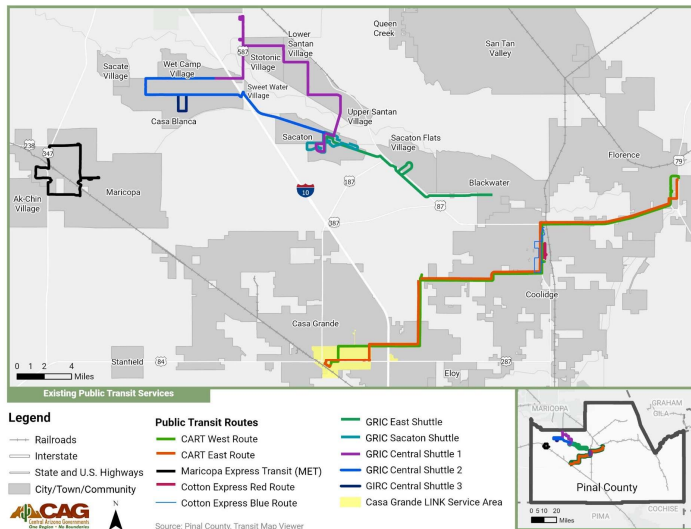 Queen
Creek
Lower
Santan
Village
San Tan
Valley
587
Stotonic
Village
Wet Camp
Village
Sacate
Village
Sweet Water
Village
Casa Blanca
Upper Santan
Village
Sacaton
Sacaton Flats
Village
Florence
79
238
347
187
Blackwater
Maricopa
Ak-Chin
Village
10
87
387
Coolidge
Casa Grande
0 1 2 4
Miles
Stanfield
84
Eloy
287
Existing Public Transit Services
Legend
Railroads
Interstate
State and U.S. Highways
City/Town/Community
CAG
Central Arizona Governments
One Region • No Boundaries
N
Public Transit Routes
CART West Route
CART East Route
Maricopa Express Transit (MET)
Cotton Express Red Route
Cotton Express Blue Route
Source: Pinal County, Transit Map Viewer
GRIC East Shuttle
GRIC Sacaton Shuttle
GRIC Central Shuttle 1
GRIC Central Shuttle 2
GIRC Central Shuttle 3
Casa Grande LINK Service Area
MARICOPA
GRAHAM
GILA
Pinal County
0 5 10 20
Miles
PIMA
COCHISE